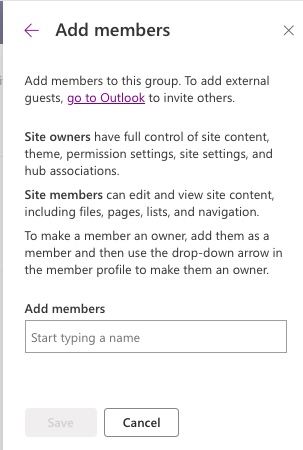 Add members
Add members to this group. To add external
guests, go to Outlook to invite others.
Site owners have full control of site content,
theme, permission settings, site settings, and
hub associations.
Site members can edit and view site content,
including files, pages, lists, and navigation.
To make a member an owner, add them as a
member and then use the drop-down arrow in
the member profile to make them an owner.
Add members
Start typing a name
Save
Cancel